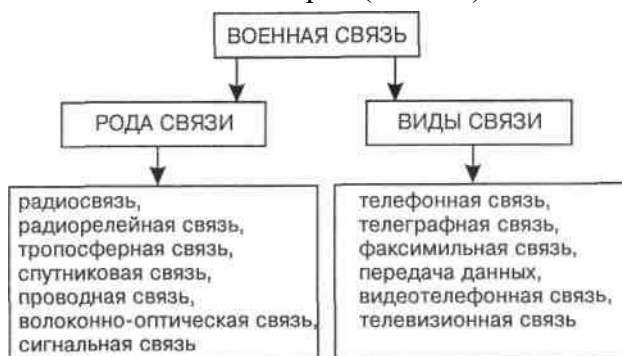 ВОЕННАЯ СВЯЗЬ
РОДА СВЯЗИ
ВИДЫ СВЯЗИ
радиосвязь,
радиорелейная связь,
тропосферная связь,
спутниковая связь,
проводная связь,
волоконно-оптическая связь,
сигнальная связь
телефонная связь,
телеграфная связь,
факсимильная связь,
передача данных,
видеотелефонная связь,
телевизионная связь